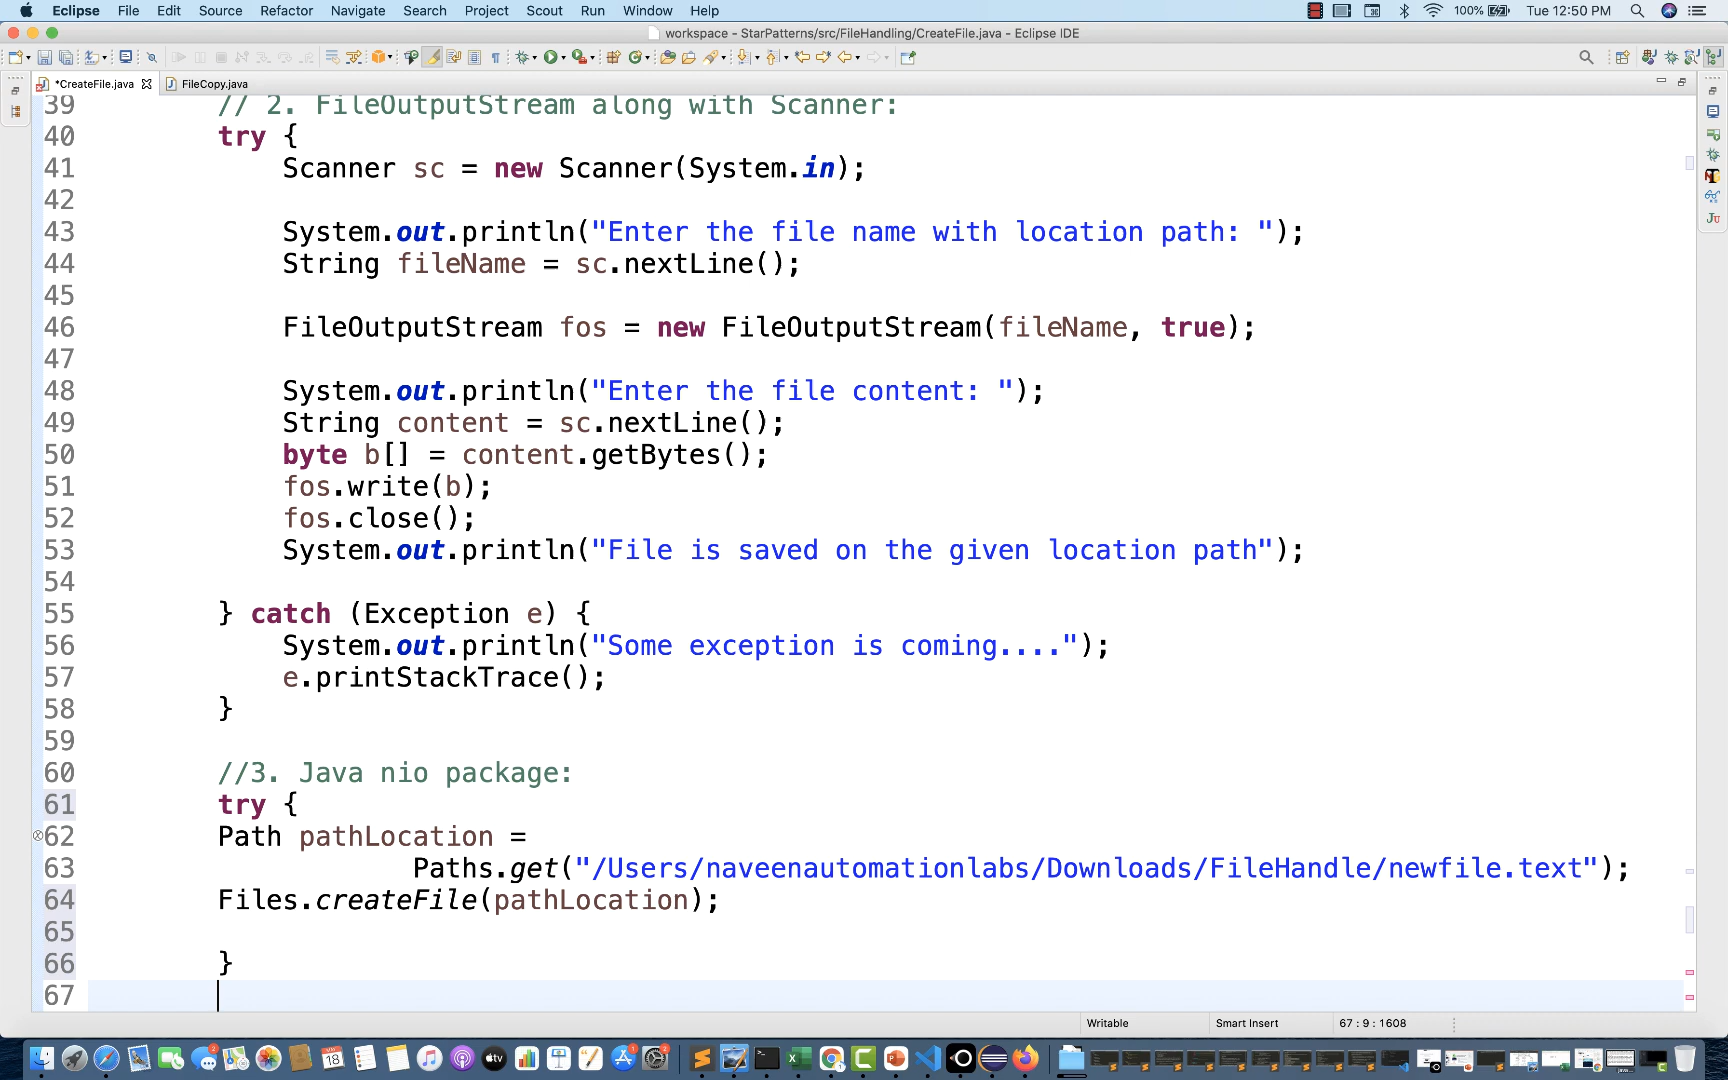 Eclipse File Edit Source Refactor Navigate Search Project Scout Run Window Help 100% Tue 12:50 PM
workspace - StarPatterns/src/FileHandling/CreateFile.java - Eclipse IDE
*CreateFile.java FileCopy.java
39 // 2. FileOutputStream along with Scanner:
40 try {
41 Scanner sc = new Scanner(System.in);
42
43 System.out.println("Enter the file name with location path: ");
44 String fileName = sc.nextLine();
45
46 FileOutputStream fos = new FileOutputStream(fileName, true);
47
48 System.out.println("Enter the file content: ");
49 String content = sc.nextLine();
50 byte b[] = content.getBytes();
51 fos.write(b);
52 fos.close();
53 System.out.println("File is saved on the given location path");
54
55 } catch (Exception e) {
56 System.out.println("Some exception is coming....");
57 e.printStackTrace();
58 }
59
60 //3. Java nio package:
61 try {
62 Path pathLocation =
63 Paths.get("/Users/naveenautomationlabs/Downloads/FileHandle/newfile.text");
64 Files.createFile(pathLocation);
65
66 }
67
Writable Smart Insert 67 : 9 : 1608